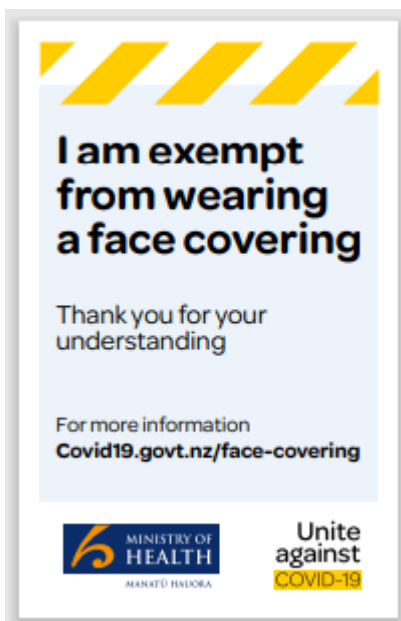 I am exempt
from wearing
a face covering
Thank you for your
understanding
For more information
Covid19.govt.nz/face-covering
MINISTRY OF
HEALTH
MANATŪ HAUORA
Unite
against
COVID-19